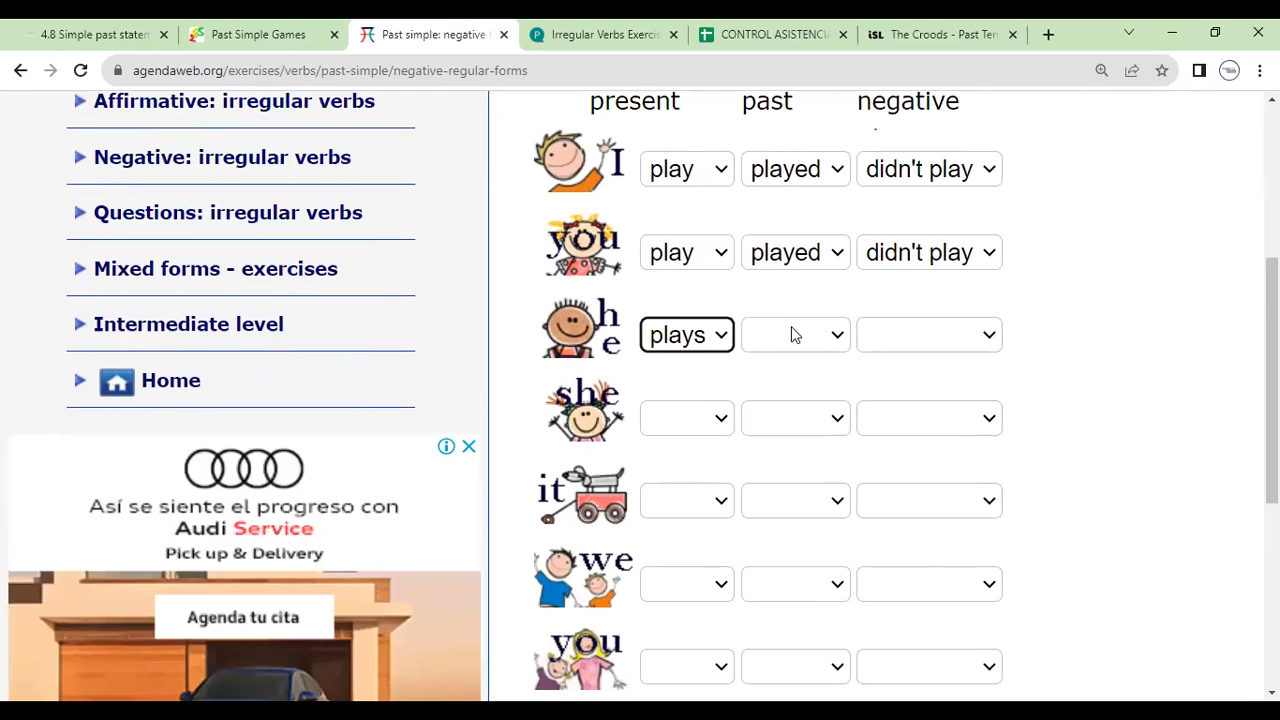 4.8 Simple past staten
Past Simple Games
Past simple: negative f
Irregular Verbs Exercis
CONTROL ASISTENCIA
iSL The Croods - Past Ten
agendaweb.org/exercises/verbs/past-simple/negative-regular-forms
Affirmative: irregular verbs
Negative: irregular verbs
Questions: irregular verbs
Mixed forms - exercises
Intermediate level
Home
Así se siente el progreso con
Audi Service
Pick up & Delivery
Agenda tu cita
present past negative
I play played didn't play
you play played didn't play
he plays
she
it
we
you